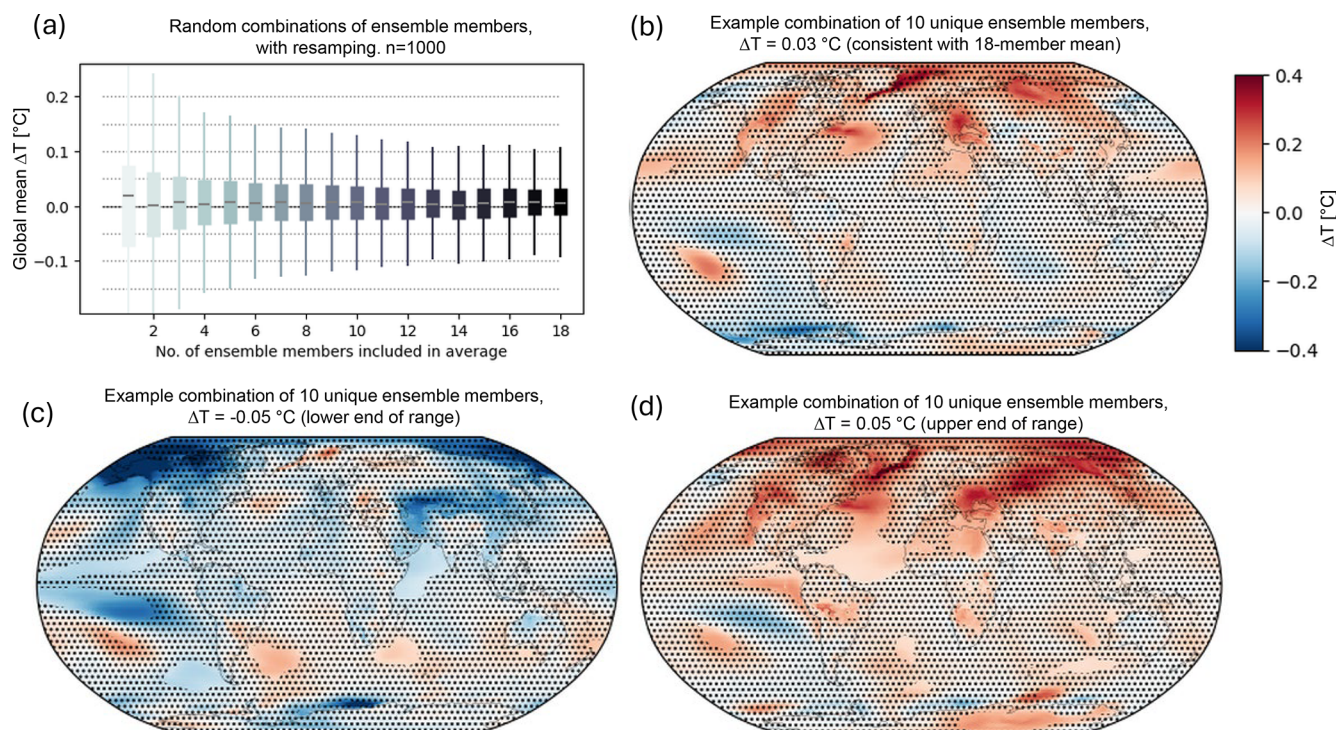 (a)
Random combinations of ensemble members,
with resamping. n=1000
Global mean ΔT [°C]
0.2
0.1
0.0
−0.1
2 4 6 8 10 12 14 16 18
No. of ensemble members included in average
(b)
Example combination of 10 unique ensemble members,
ΔT = 0.03 °C (consistent with 18-member mean)
0.4
0.2
0.0
−0.2
−0.4
ΔT [°C]
(c)
Example combination of 10 unique ensemble members,
ΔT = -0.05 °C (lower end of range)
(d)
Example combination of 10 unique ensemble members,
ΔT = 0.05 °C (upper end of range)